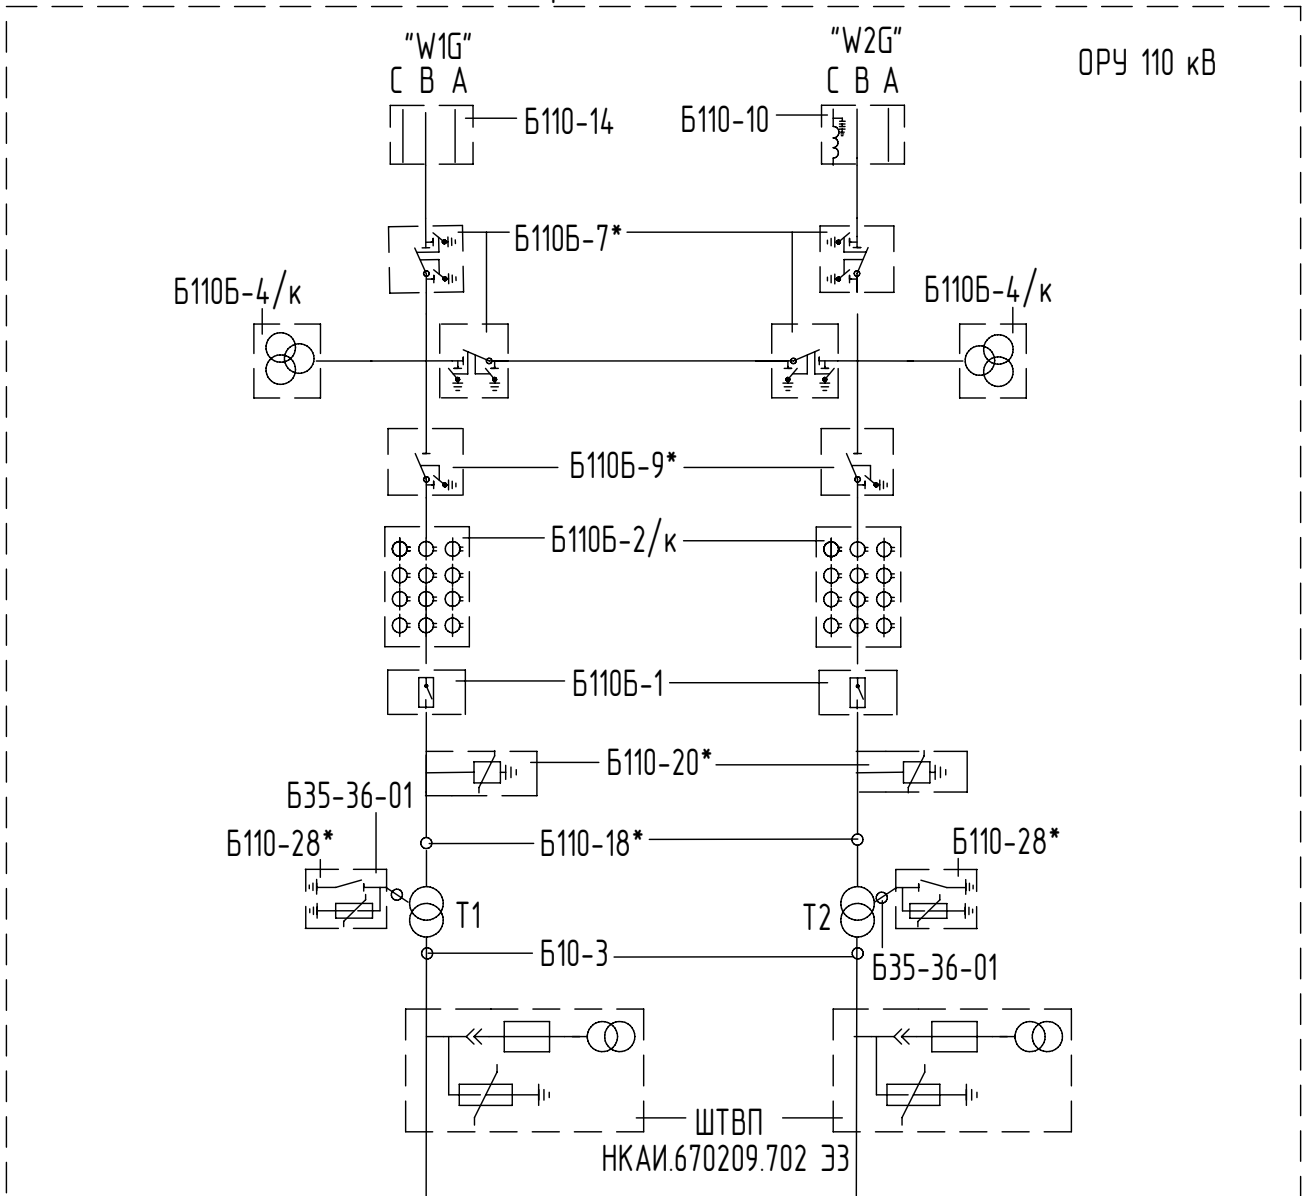 "W1G"
"W2G"
ОРУ 110 кВ
С В А
С В А
Б110-14
Б110-10
Б110Б-7*
Б110Б-4/к
Б110Б-4/к
Б110Б-9*
Б110Б-2/к
Б110Б-1
Б110-20*
Б35-36-01
Б110-28*
Б110-18*
Б110-28*
Т1
Т2
Б10-3
Б35-36-01
ШТВП
НКАИ.670209.702 Э3